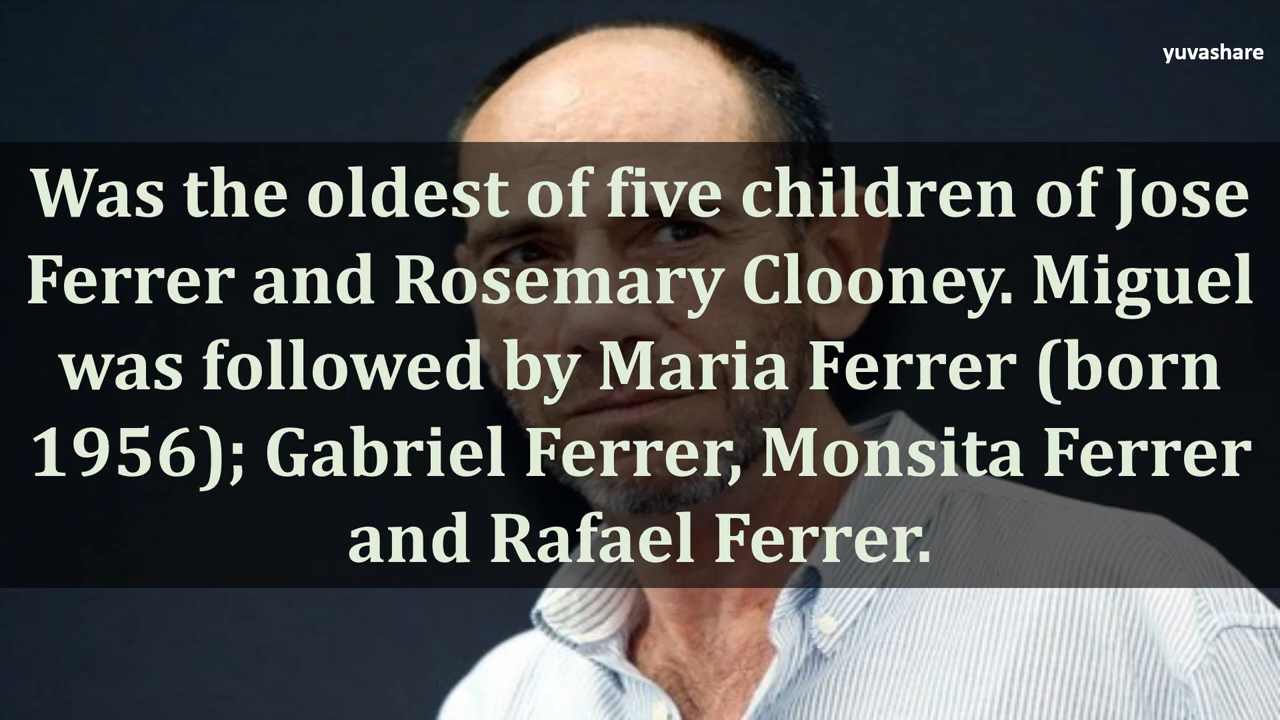 yuvashare
Was the oldest of five children of Jose
Ferrer and Rosemary Clooney. Miguel
was followed by Maria Ferrer (born
1956); Gabriel Ferrer, Monsita Ferrer
and Rafael Ferrer.